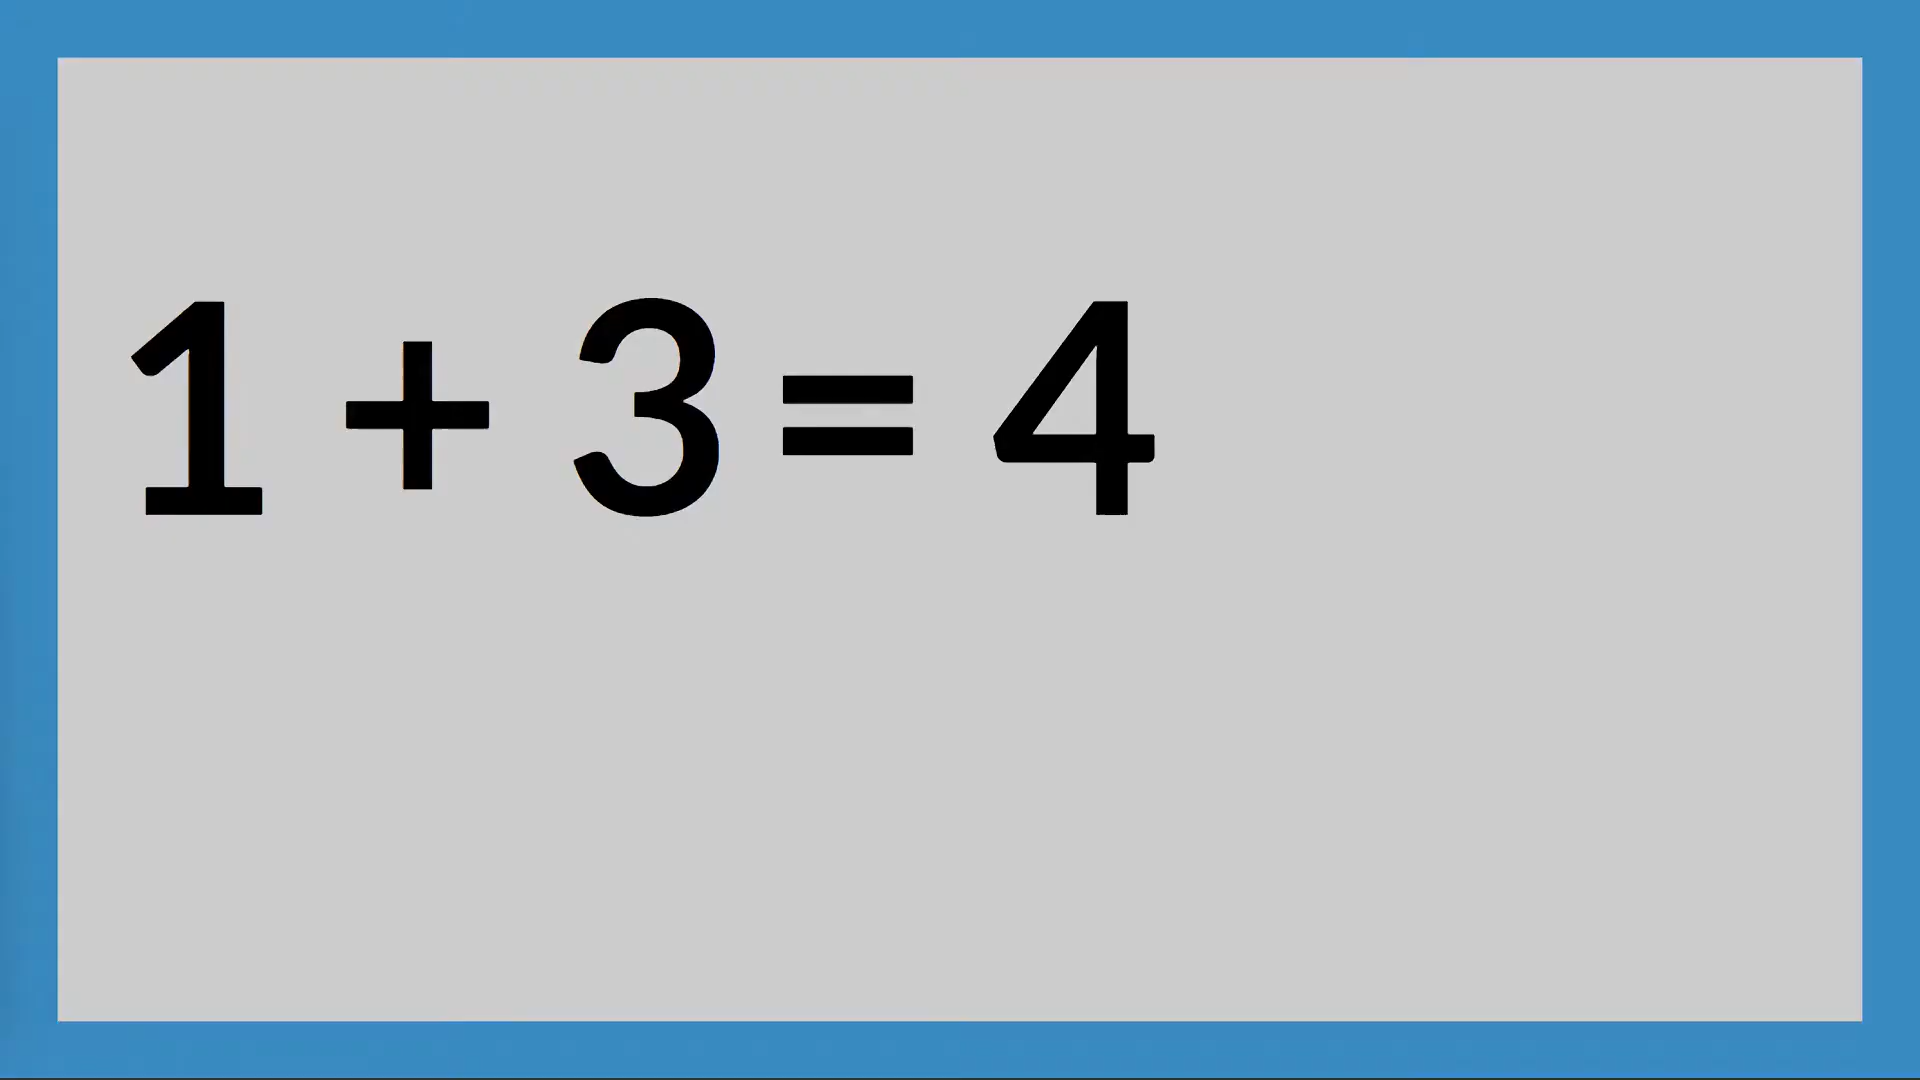 1 + 3 = 4